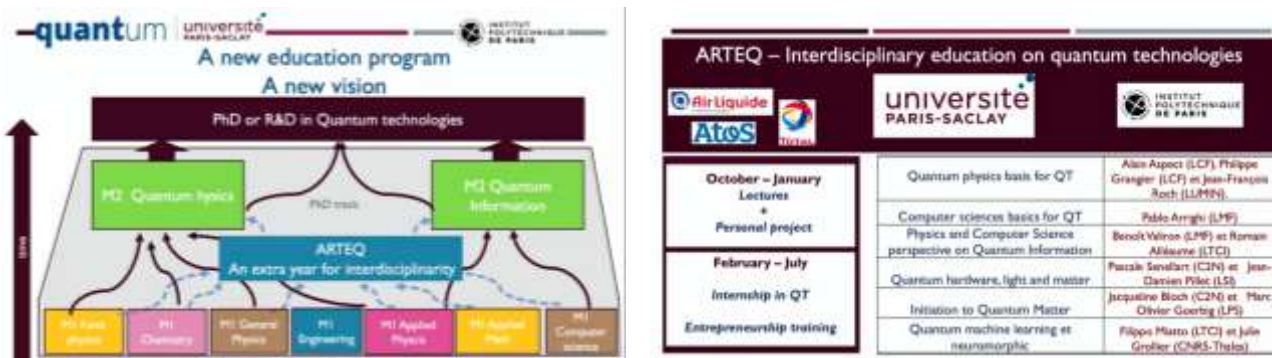 quantum
université
PARIS-SACLAY
INSTITUT
POLYTECHNIQUE
DE PARIS
A new education program
A new vision
PhD or R&D in Quantum technologies
M2 Quantum hysics
M2 Quantum
Information
PhD track
ARTEQ
An extra year for interdisciplinarity
M1
physics
M1
Chemistry
M1 General
Physics
M1
Engineering
M1 Applied
Physics
M1 Applied
Math
M1
Computer
science
ARTEQ – Interdisciplinary education on quantum technologies
Air Liquide
Atos
TOTAL
université
PARIS-SACLAY
INSTITUT
POLYTECHNIQUE
DE PARIS
October – January
Lectures
+
Personal project
February – July
Internship in QT
Entrepreneurship training
Quantum physics basis for QT
Alain Aspect (LCF), Philippe
Grangier (LCF) et Jean-François
Roch (LUMIN).
Computer sciences basics for QT
Pablo Arrighi (LMF)
Physics and Computer Science
perspective on Quantum Information
Benoît Valiron (LMF) et Romain
Alléaume (LTCI)
Quantum hardware, light and matter
Pascale Senellart (C2N) et Jean-
Damien Pillet (LSI)
Initiation to Quantum Matter
Jacqueline Bloch (C2N) et Marc
Olivier Goerbig (LPS)
Quantum machine learning et
neuromorphic
Filippo Miatto (LTCI) et Julie
Grollier (CNRS-Thales)